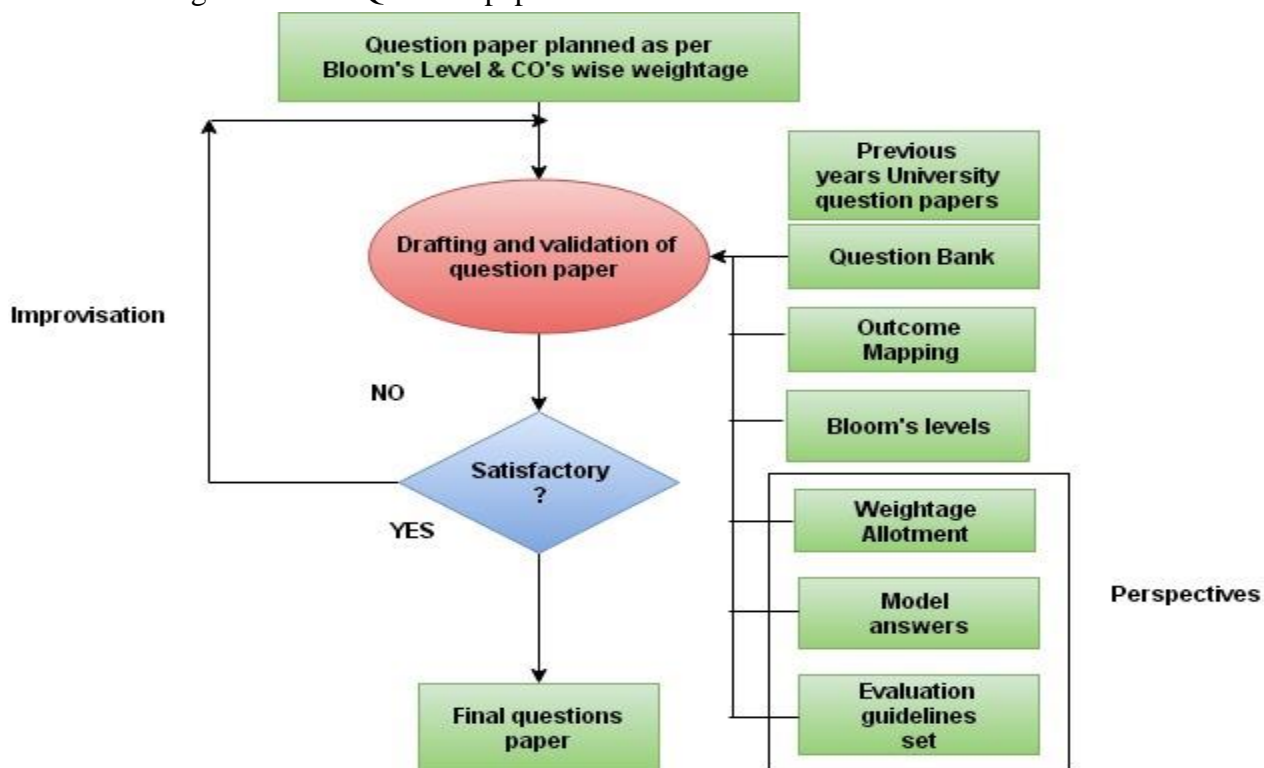 Question paper planned as per
Bloom's Level & CO's wise weightage
Previous
years University
question papers
Drafting and validation of
question paper
Question Bank
Improvisation
Outcome
Mapping
NO
Bloom's levels
Satisfactory
?
YES
Weightage
Allotment
Model
answers
Perspectives
Evaluation
guidelines
set
Final questions
paper